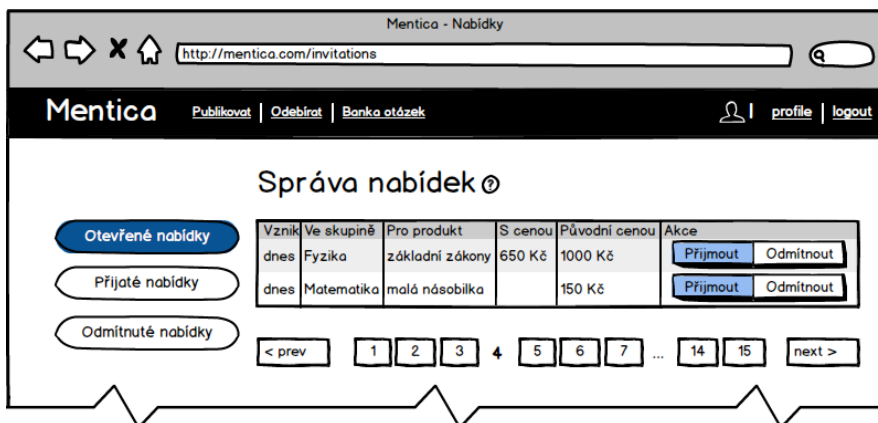 Mentica - Nabídky
http://mentica.com/invitations
Mentica Publikovat | Odebírat | Banka otázek profile | logout
Správa nabídek ?
Otevřené nabídky
Přijaté nabídky
Odmítnuté nabídky
Vznik Ve skupině Pro produkt S cenou Původní cenou Akce
dnes Fyzika základní zákony 650 Kč 1000 Kč Přijmout Odmítnout
dnes Matematika malá násobilka 150 Kč Přijmout Odmítnout
< prev 1 2 3 4 5 6 7 ... 14 15 next >